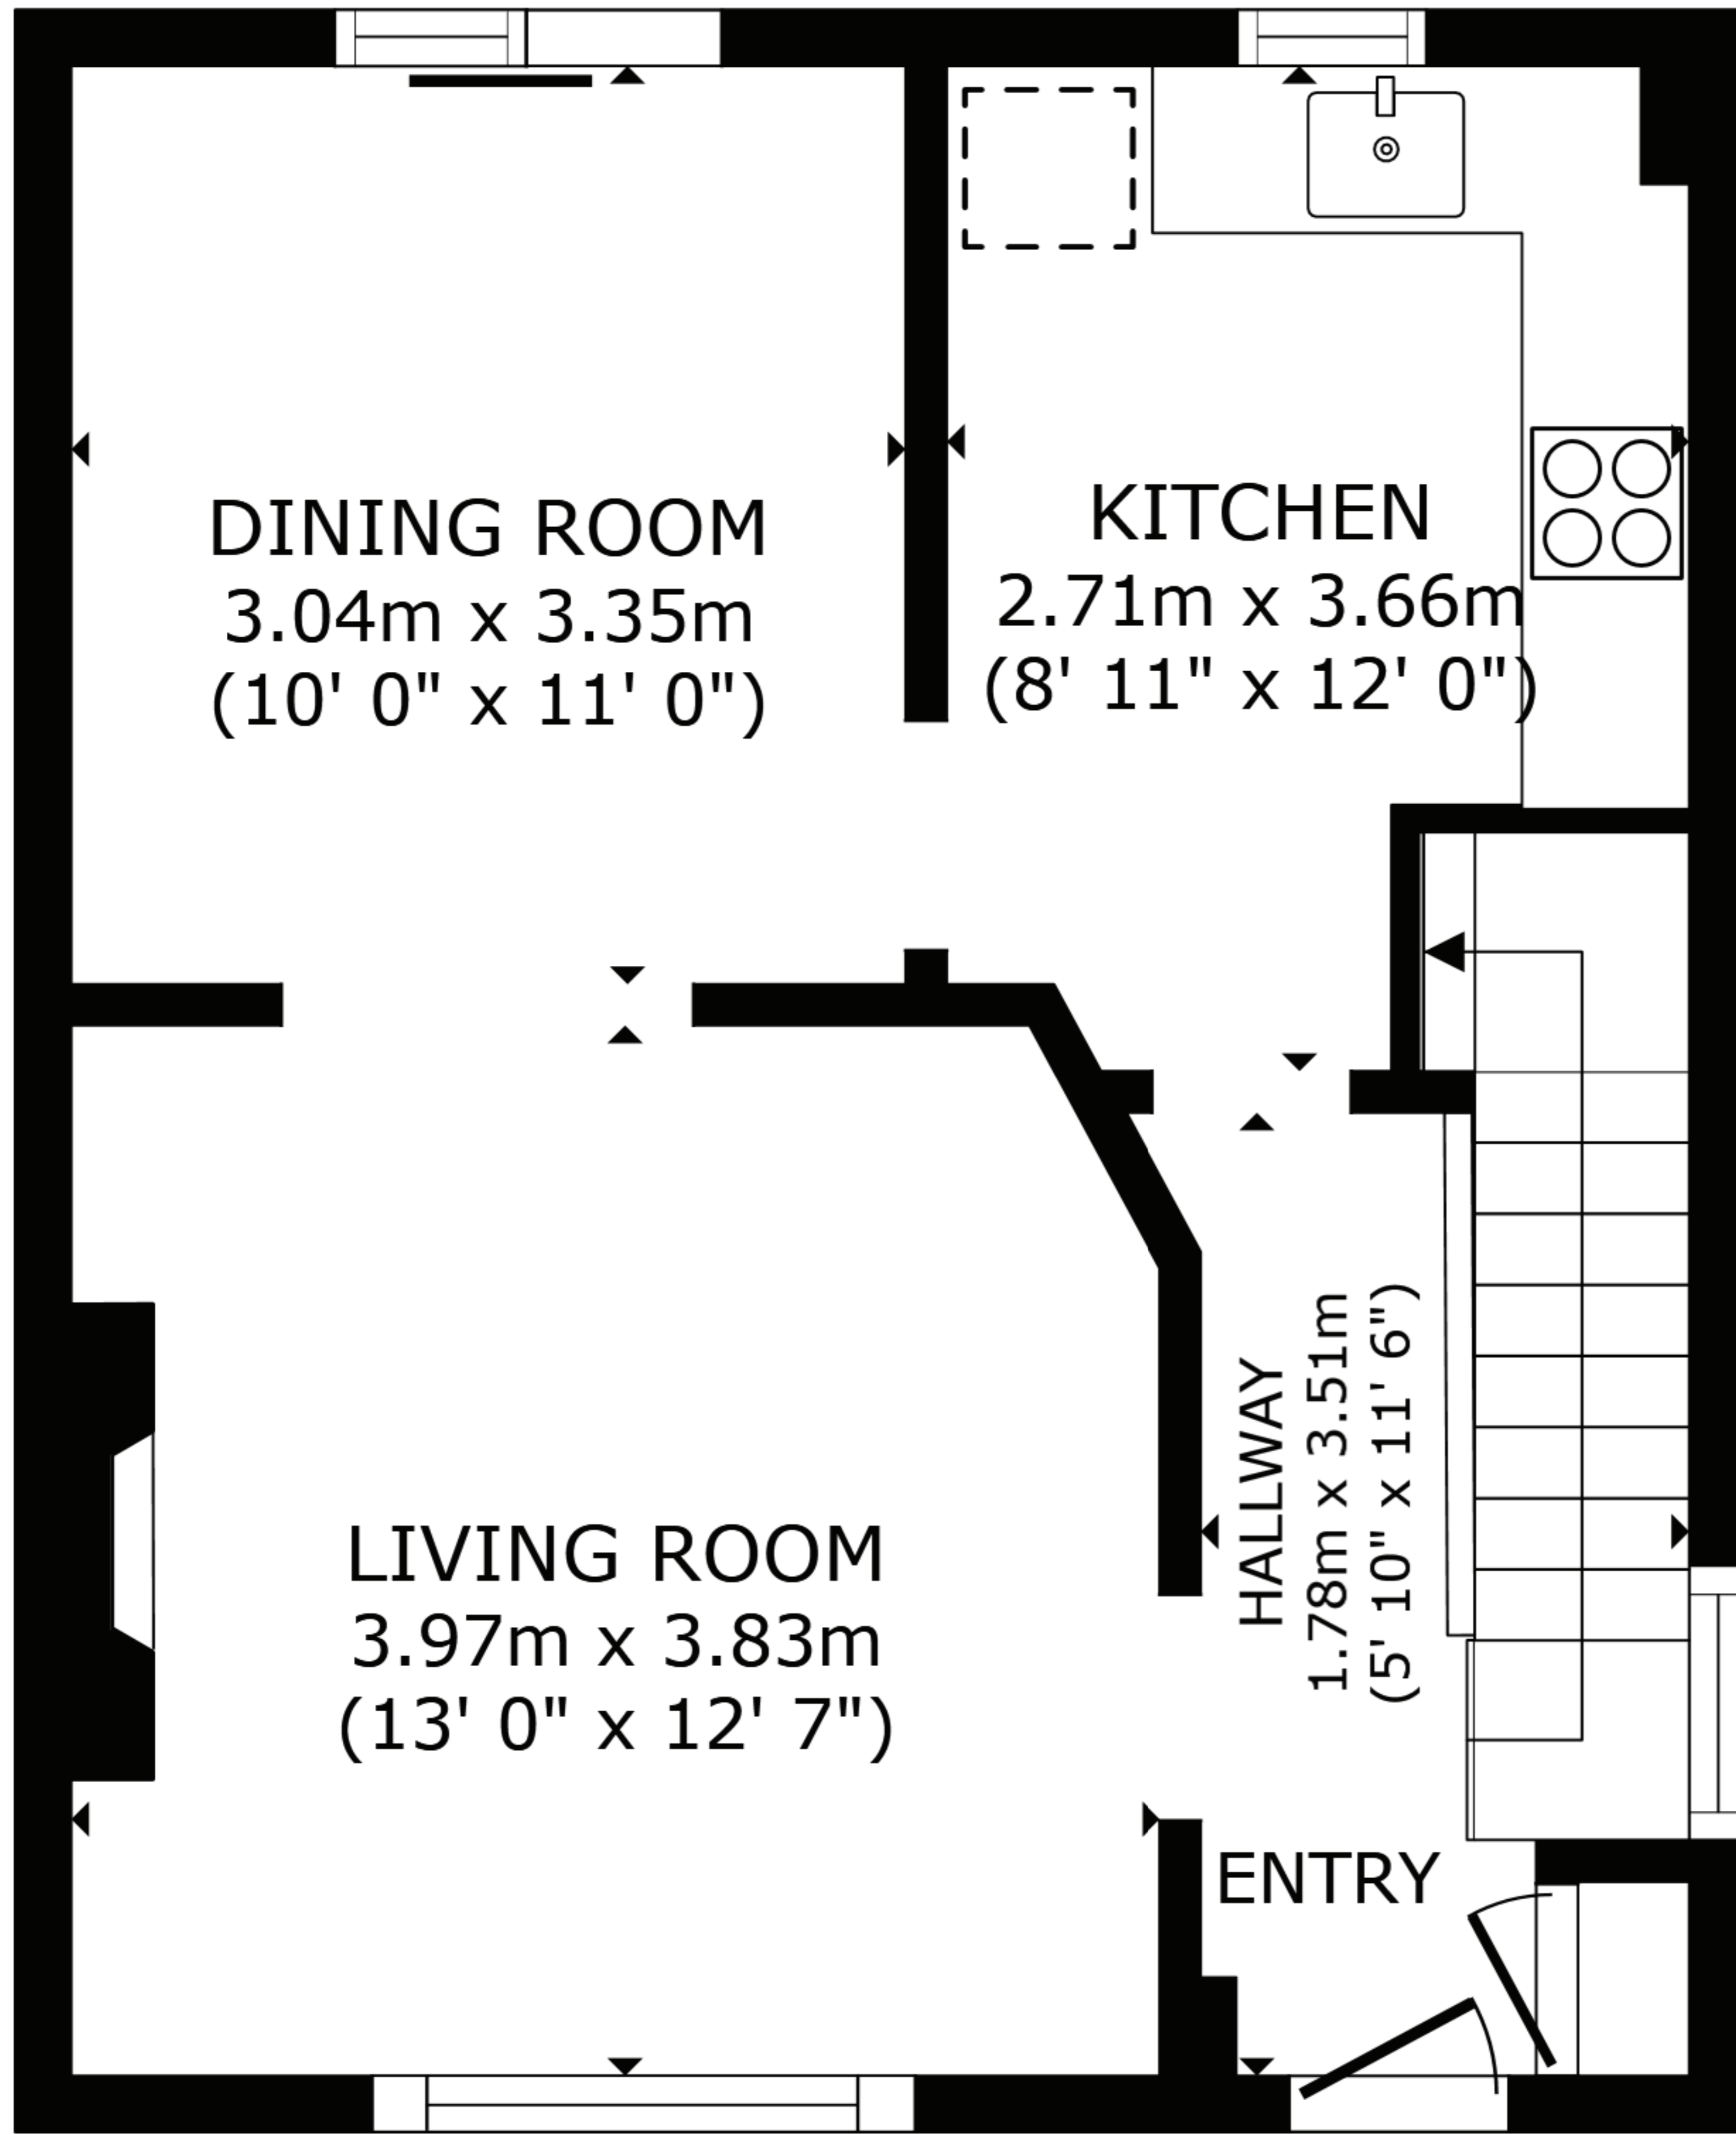 DINING ROOM
3.04m x 3.35m
(10' 0" x 11' 0")
KITCHEN
2.71m x 3.66m
(8' 11" x 12' 0")
LIVING ROOM
3.97m x 3.83m
(13' 0" x 12' 7")
HALLWAY
1.78m x 3.51m
(5' 10" x 11' 6")
ENTRY